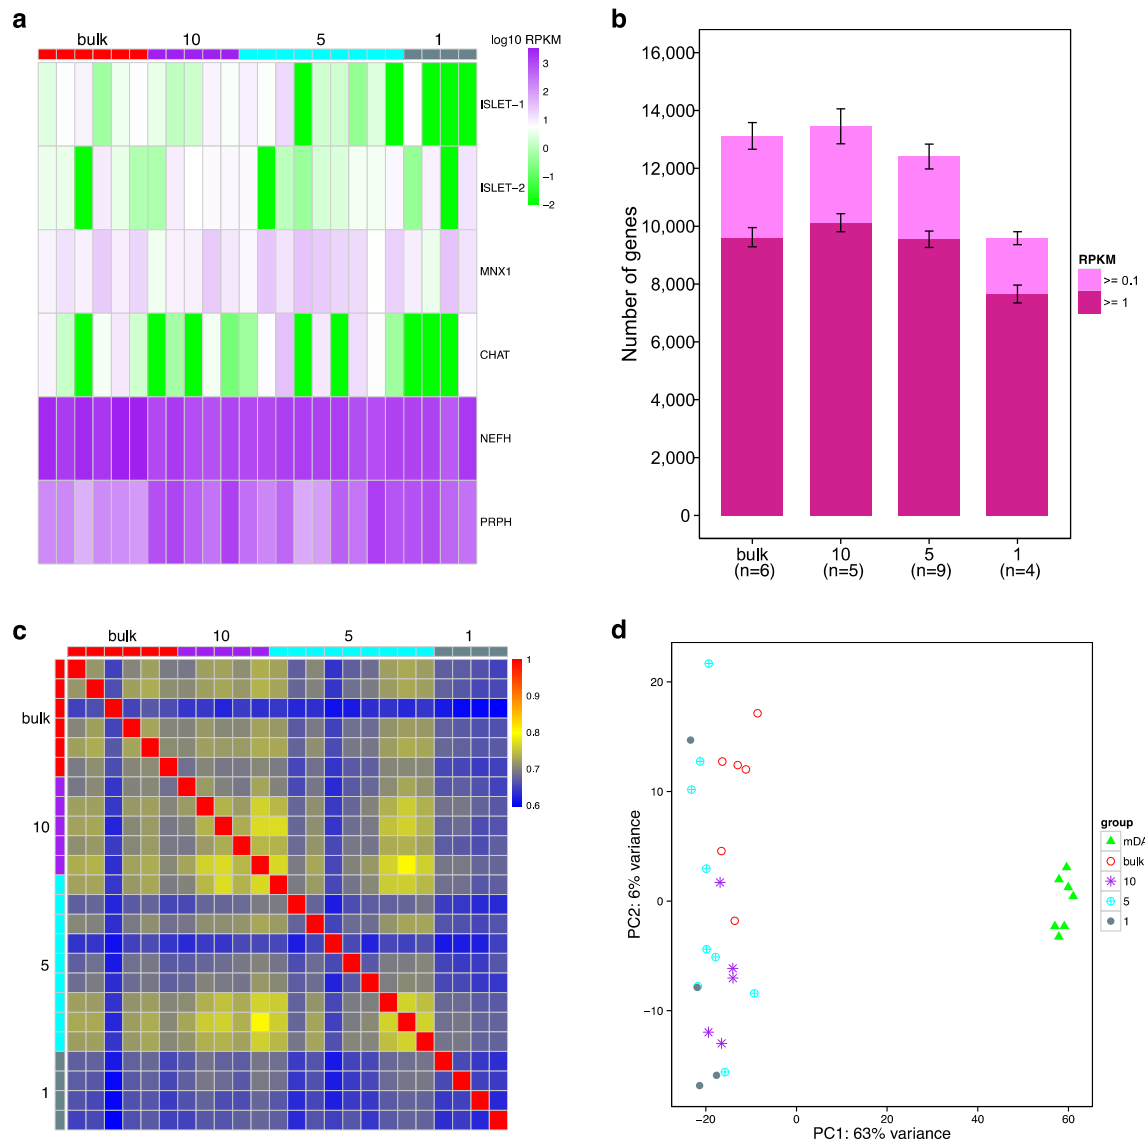 a
bulk 10 5 1
log10 RPKM
3
2
1
0
−1
−2
ISLET-1
ISLET-2
MNX1
CHAT
NEFH
PRPH
b
Number of genes
16,000
14,000
12,000
10,000
8,000
6,000
4,000
2,000
0
bulk 10 5 1
(n=6) (n=5) (n=9) (n=4)
RPKM
>= 0.1
>= 1
c
bulk 10 5 1
bulk
10
5
1
1
0.9
0.8
0.7
0.6
d
PC2: 6% variance
20
10
0
−10
−20 0 20 40 60
PC1: 63% variance
group
mDA
bulk
10
5
1